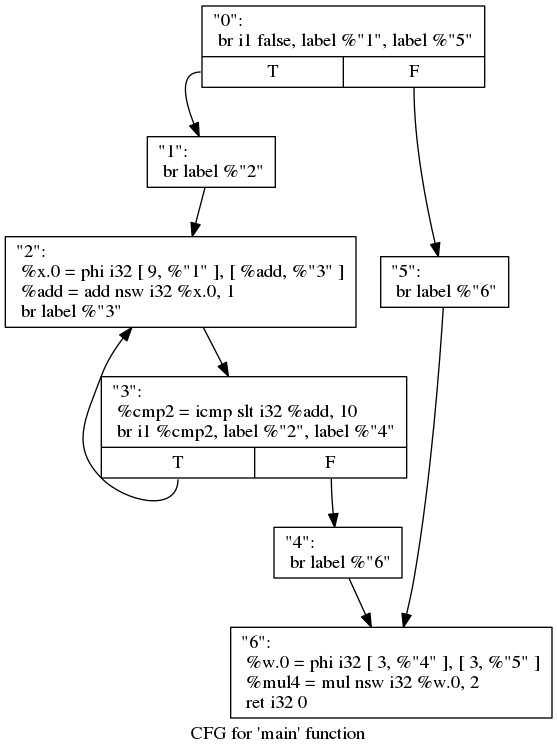 "0":
br i1 false, label %"1", label %"5"
T F
"1":
br label %"2"
"2":
%x.0 = phi i32 [ 9, %"1" ], [ %add, %"3" ]
%add = add nsw i32 %x.0, 1
br label %"3"
"5":
br label %"6"
"3":
%cmp2 = icmp slt i32 %add, 10
br i1 %cmp2, label %"2", label %"4"
T F
"4":
br label %"6"
"6":
%w.0 = phi i32 [ 3, %"4" ], [ 3, %"5" ]
%mul4 = mul nsw i32 %w.0, 2
ret i32 0
CFG for 'main' function